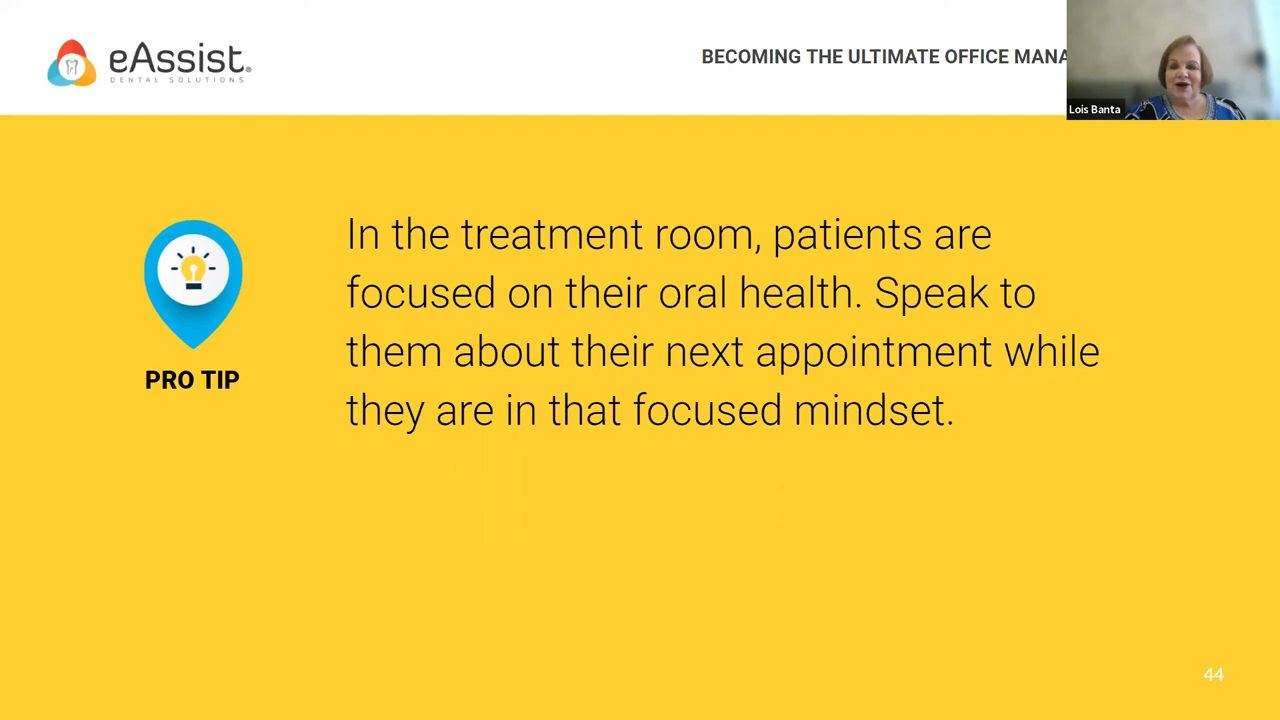 eAssist®
DENTAL SOLUTIONS
BECOMING THE ULTIMATE OFFICE MANA
Lois Banta
In the treatment room, patients are
focused on their oral health. Speak to
them about their next appointment while
they are in that focused mindset.
PRO TIP
44